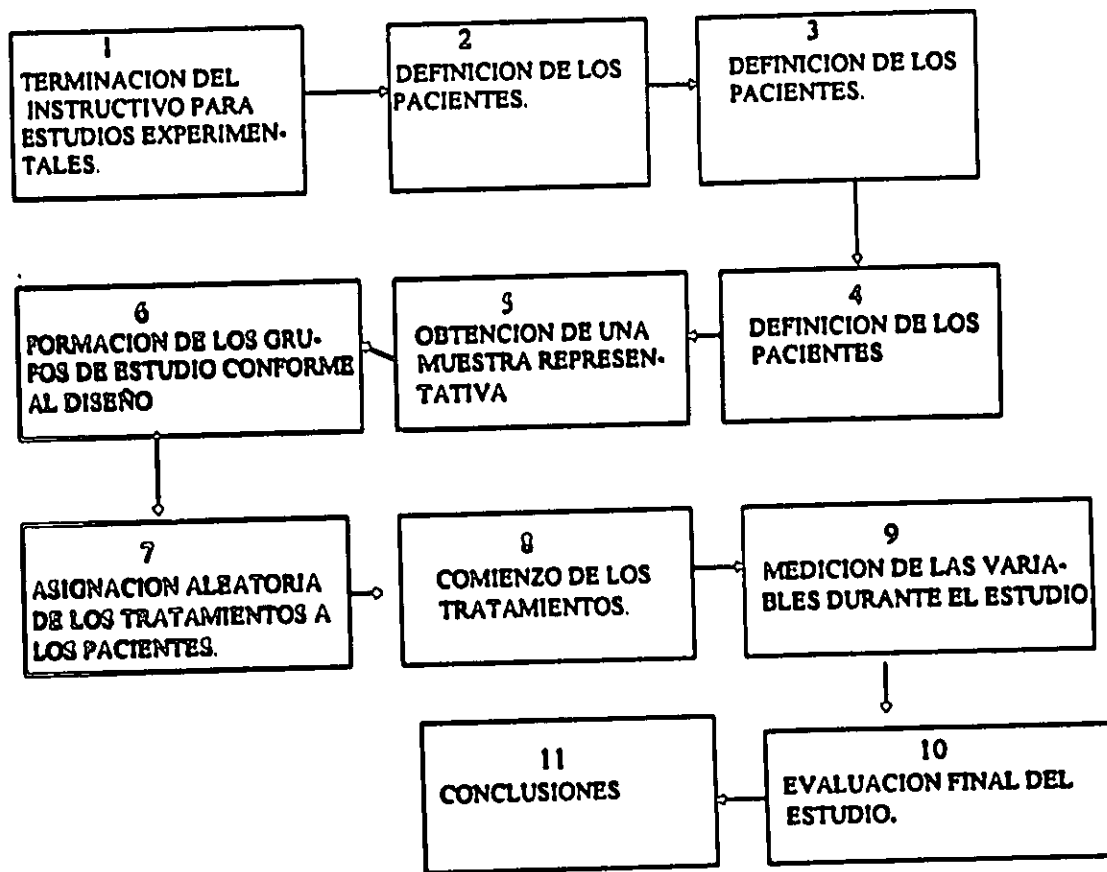 1
TERMINACION DEL
INSTRUCTIVO PARA
ESTUDIOS EXPERIMEN-
TALES.
2
DEFINICION DE LOS
PACIENTES.
3
DEFINICION DE LOS
PACIENTES.
4
DEFINICION DE LOS
PACIENTES
5
OBTENCION DE UNA
MUESTRA REPRESEN-
TATIVA
6
FORMACION DE LOS GRU-
POS DE ESTUDIO CONFORME
AL DISEÑO
7
ASIGNACION ALEATORIA
DE LOS TRATAMIENTOS A
LOS PACIENTES.
8
COMIENZO DE LOS
TRATAMIENTOS.
9
MEDICION DE LAS VARIA-
BLES DURANTE EL ESTUDIO
10
EVALUACION FINAL DEL
ESTUDIO.
11
CONCLUSIONES